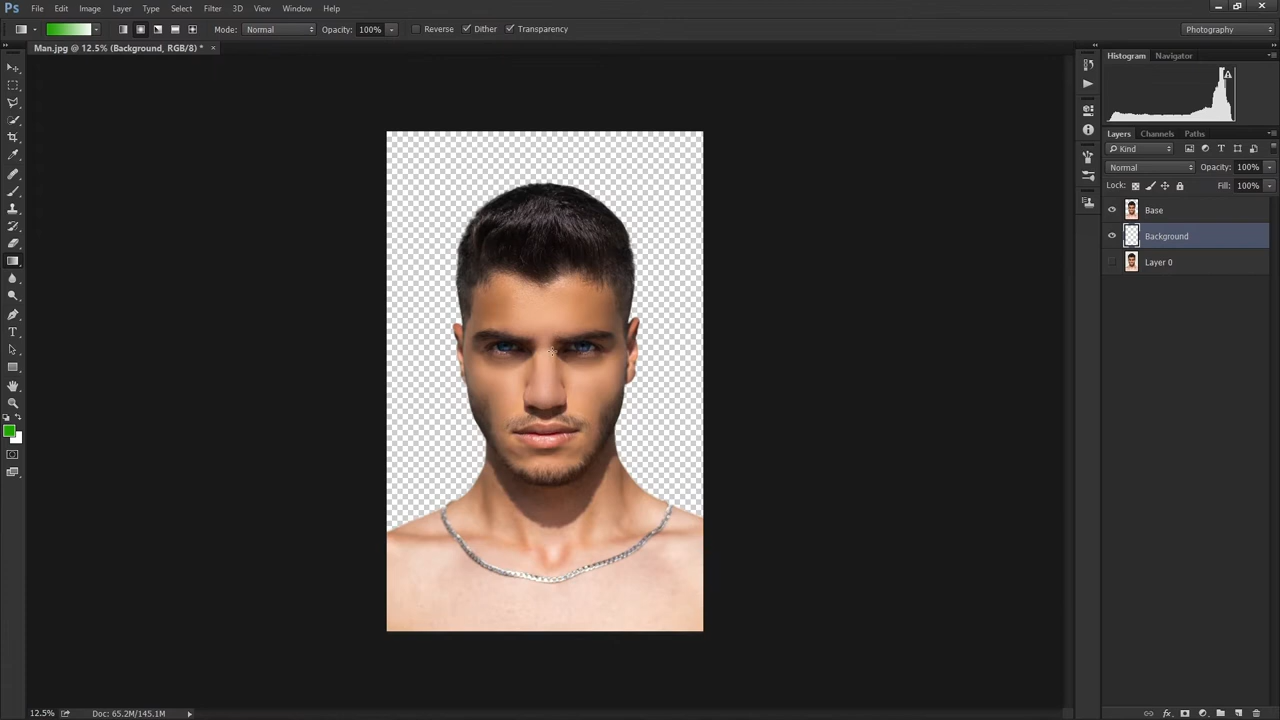 Ps File Edit Image Layer Type Select Filter 3D View Window Help
Mode: Normal Opacity: 100% Reverse Dither Transparency Photography
Man.jpg @ 12.5% (Background, RGB/8) * ×
Histogram Navigator
Layers Channels Paths
Kind
Normal Opacity: 100%
Lock: Fill: 100%
Base
Background
Layer 0
12.5% Doc: 65.2M/145.1M